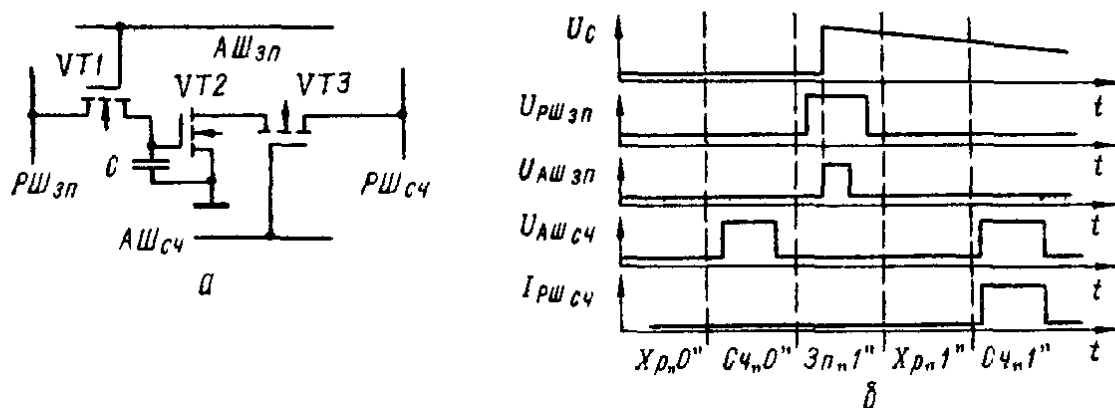 АШзп
VT1
VT2
VT3
C
РШзп
РШсч
АШсч
а
Uс
t
UРШзп
t
UАШзп
t
UАШсч
t
IРШсч
t
Хр„0"
Сч„0"
Зп„1"
Хр„1"
Сч„1"
б